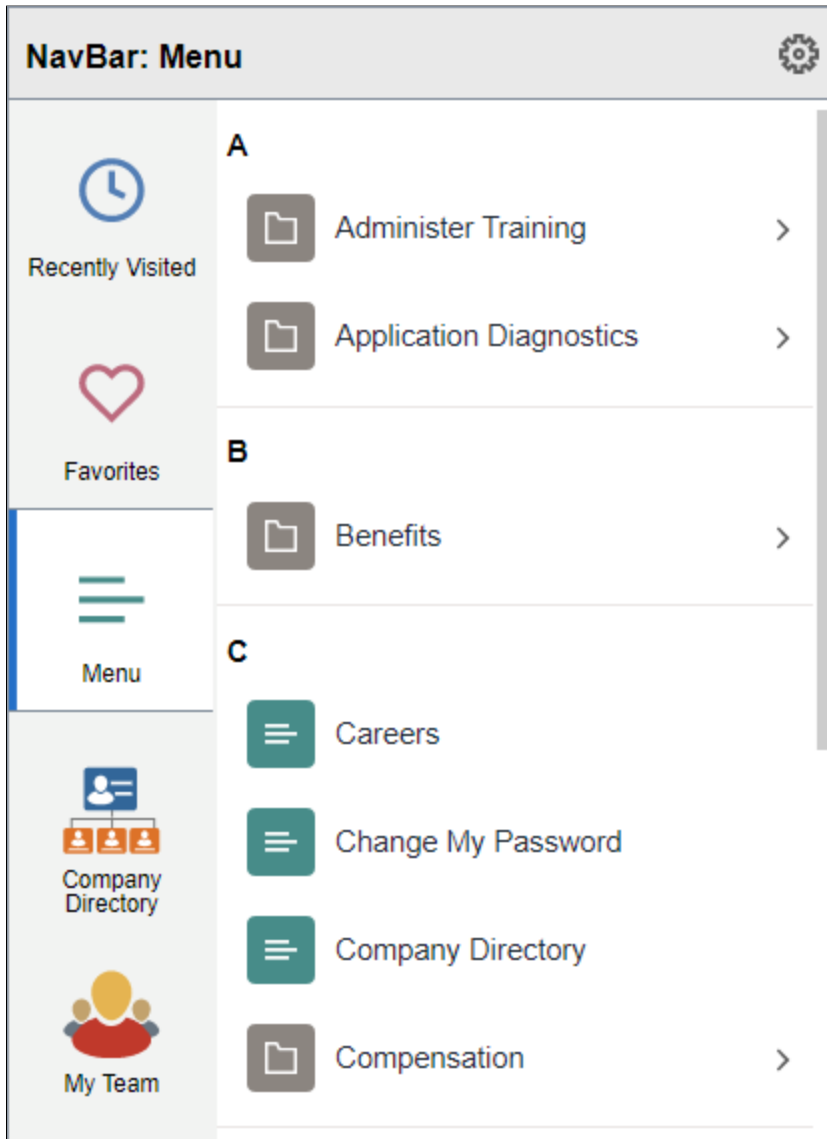 NavBar: Menu
Recently Visited
Favorites
Menu
Company
Directory
My Team
A
Administer Training
Application Diagnostics
B
Benefits
C
Careers
Change My Password
Company Directory
Compensation